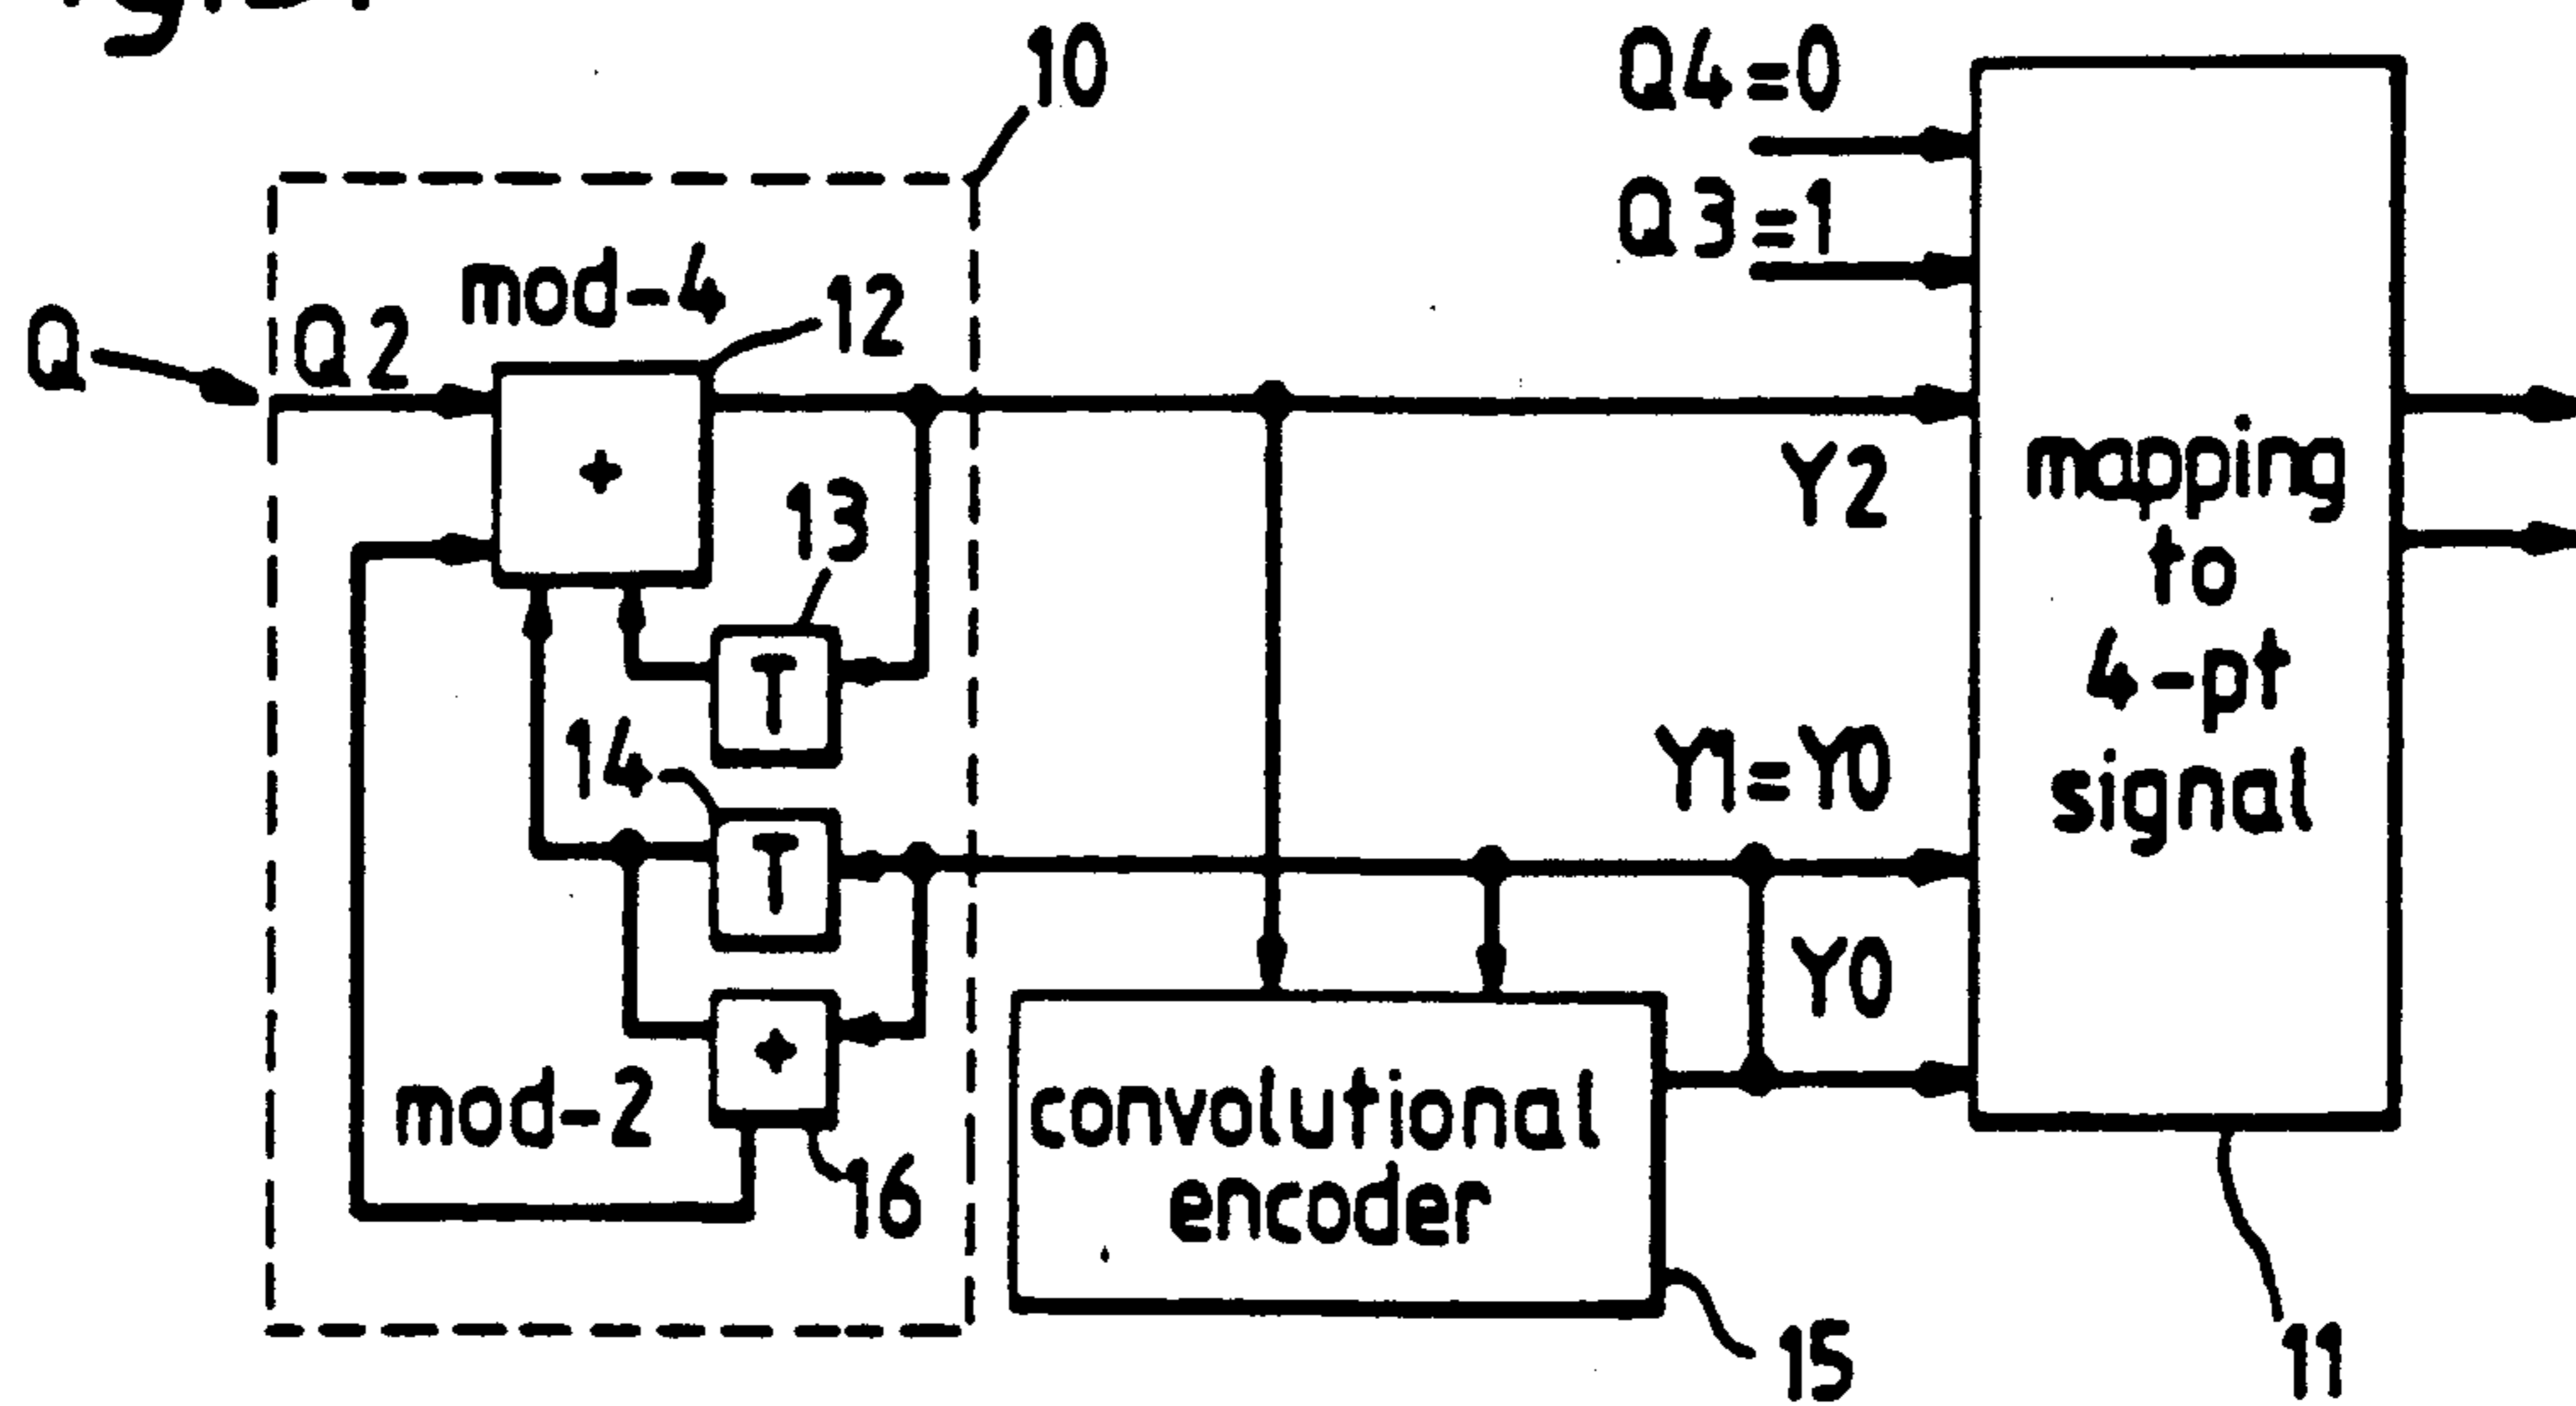 10
Q4=0
Q3=1
mod-4
12
Q
Q2
+
13
T
Y2
mapping
to
4-pt
signal
14
T
Y1=Y0
Y0
+
mod-2
16
convolutional
encoder
15
11